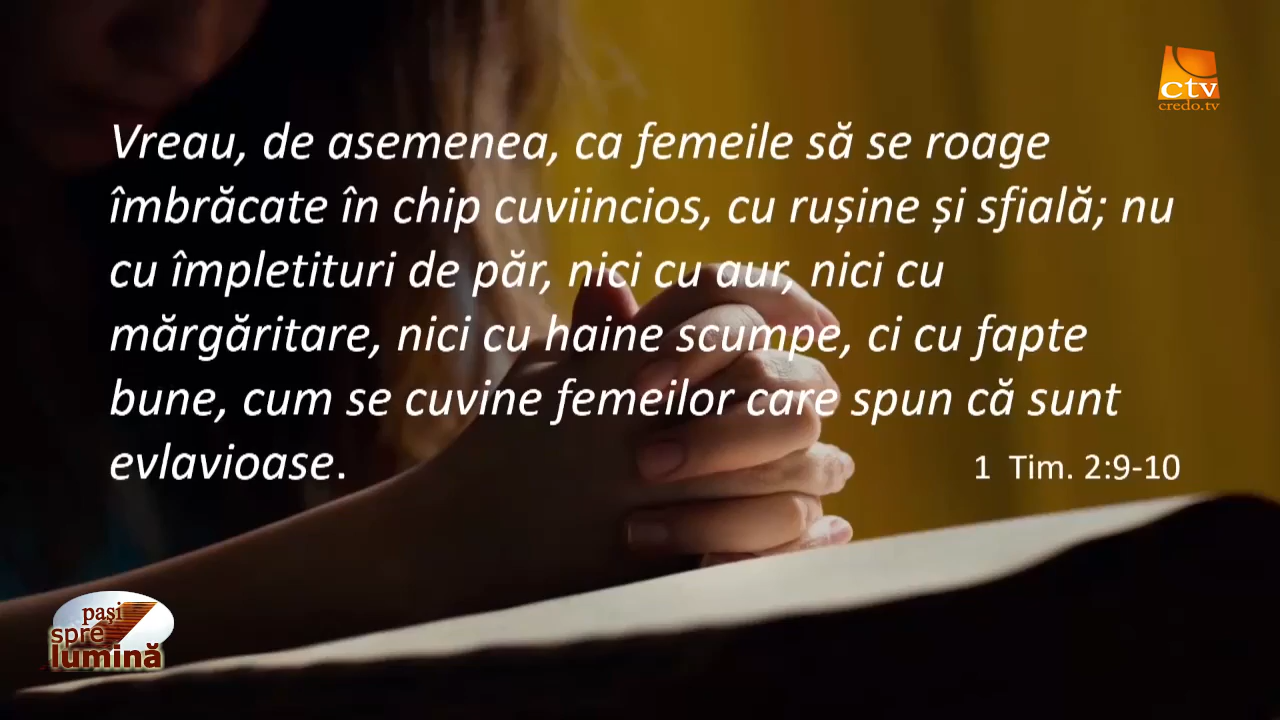 ctv
credo.tv
Vreau, de asemenea, ca femeile să se roage
îmbrăcate în chip cuviincios, cu rușine și sfială; nu
cu împletituri de păr, nici cu aur, nici cu
mărgăritare, nici cu haine scumpe, ci cu fapte
bune, cum se cuvine femeilor care spun că sunt
evlavioase.
1 Tim. 2:9-10
paşi
spre
lumină